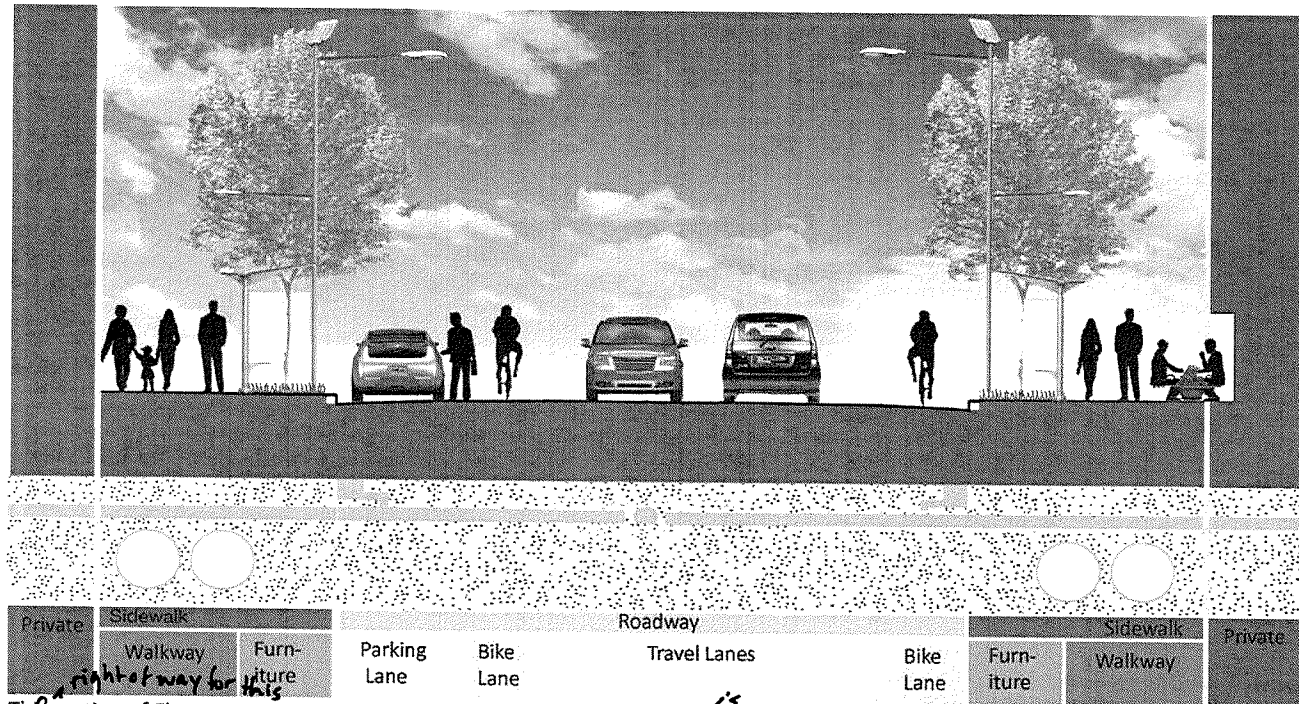 Private Sidewalk Roadway Sidewalk Private
Walkway Furn- Parking Bike Travel Lanes Bike Furn- Walkway
iture Lane Lane Lane iture
right of way for this is